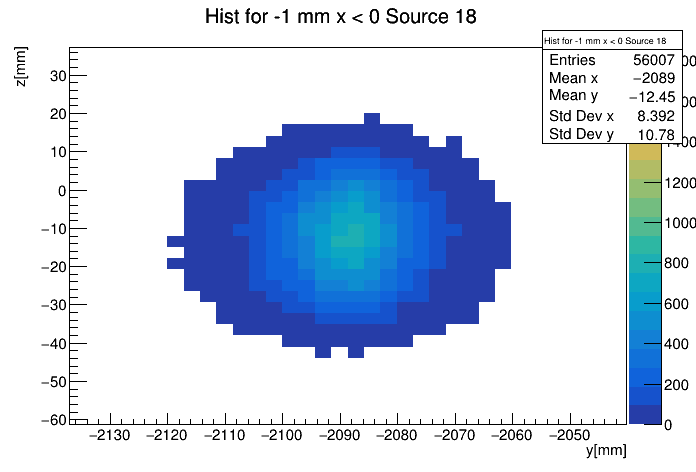 Hist for -1 mm x < 0 Source 18
z[mm]
Hist for -1 mm x < 0 Source 18
Entries 56007
Mean x −2089
Mean y −12.45
Std Dev x 8.392
Std Dev y 10.78
30
20
10
0
−10
−20
−30
−40
−50
−60
1200
1000
800
600
400
200
0
−2130 −2120 −2110 −2100 −2090 −2080 −2070 −2060 −2050
y[mm]